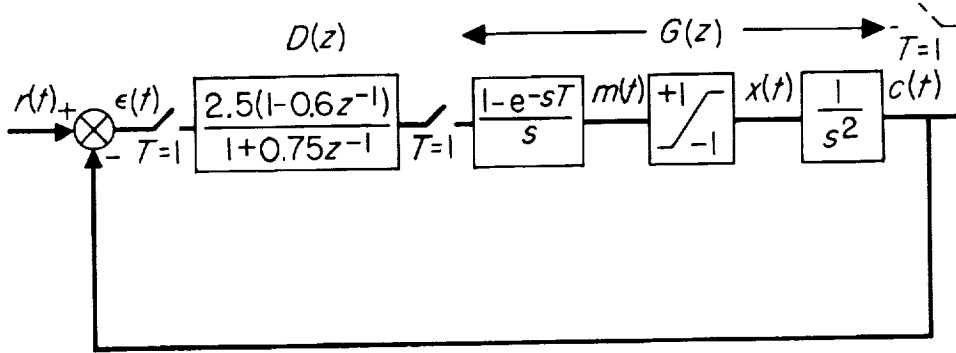 D(z)
G(z)
T=1
r(t)
+
ϵ(t)
-
T=1
2.5(1-0.6z⁻¹)
1+0.75z⁻¹
T=1
1-e⁻ˢᵀ
s
m(t)
+1
-1
x(t)
1
s²
c(t)